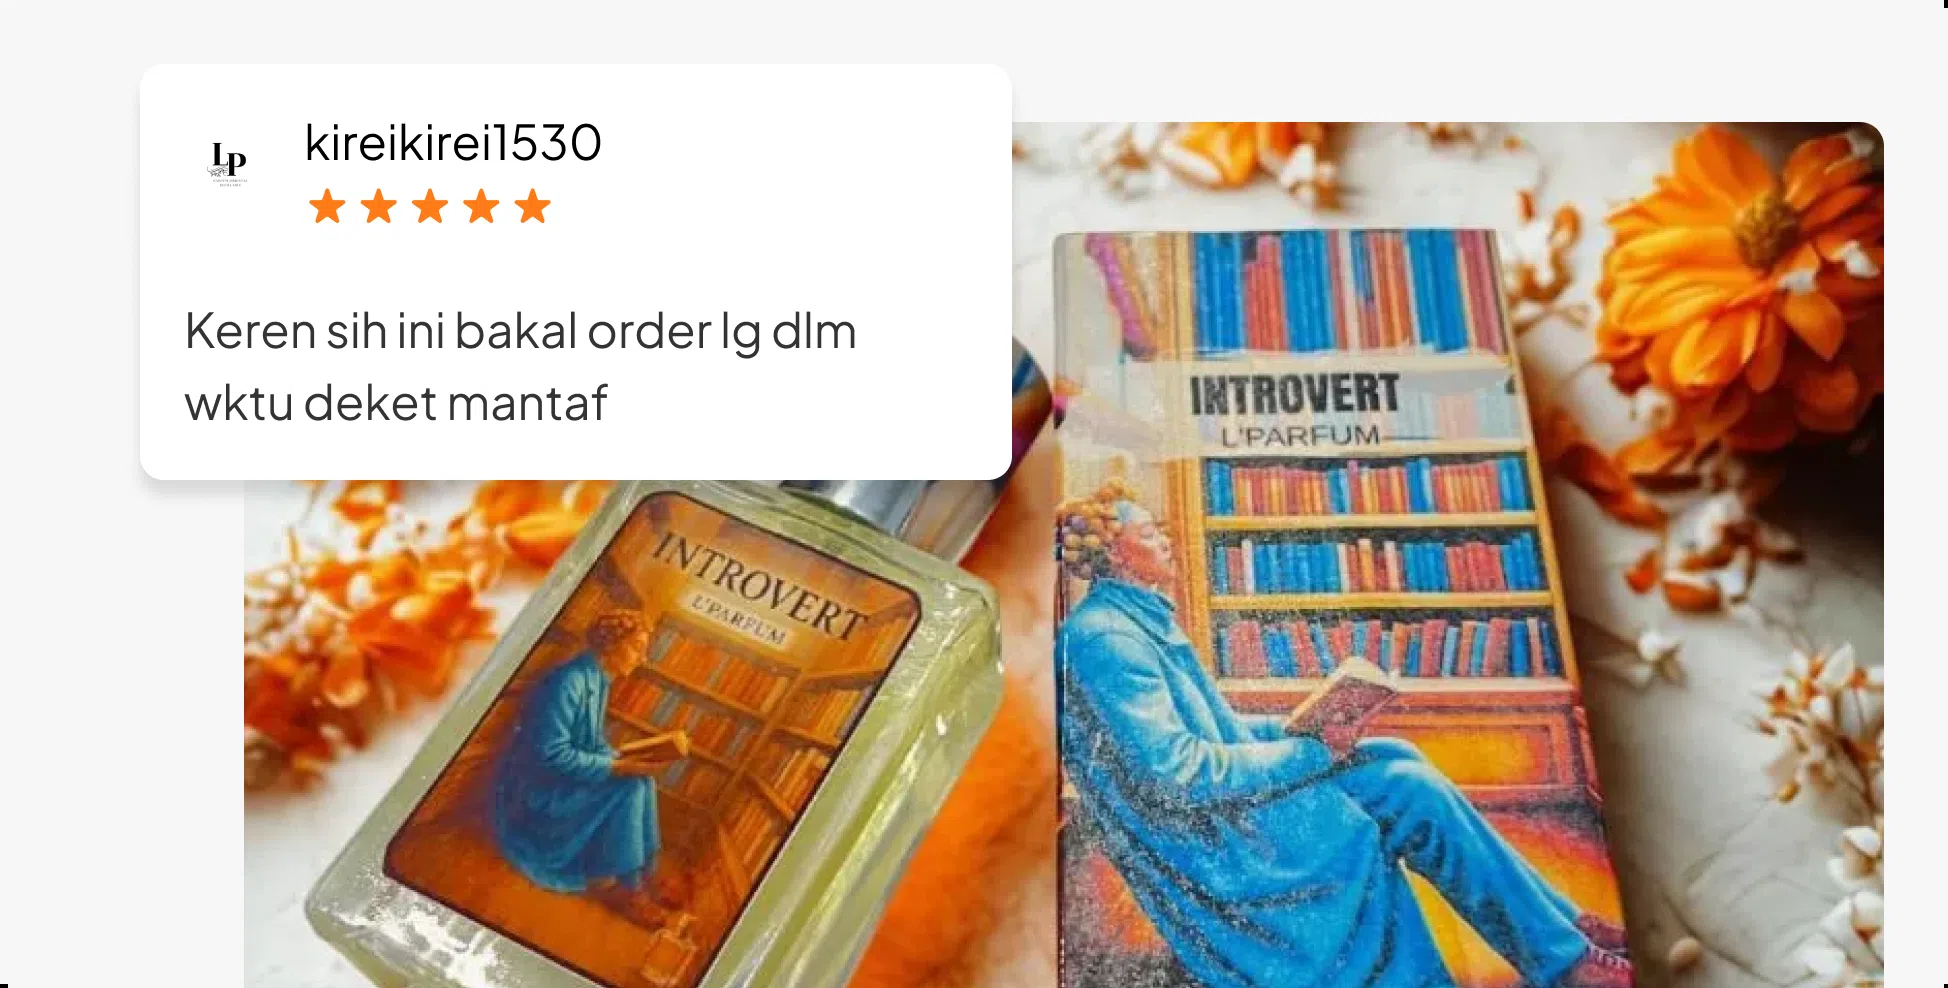 LP
kireikirei1530
Keren sih ini bakal order lg dlm
wktu deket mantaf
INTROVERT
L'PARFUM
INTROVERT
L'PARFUM